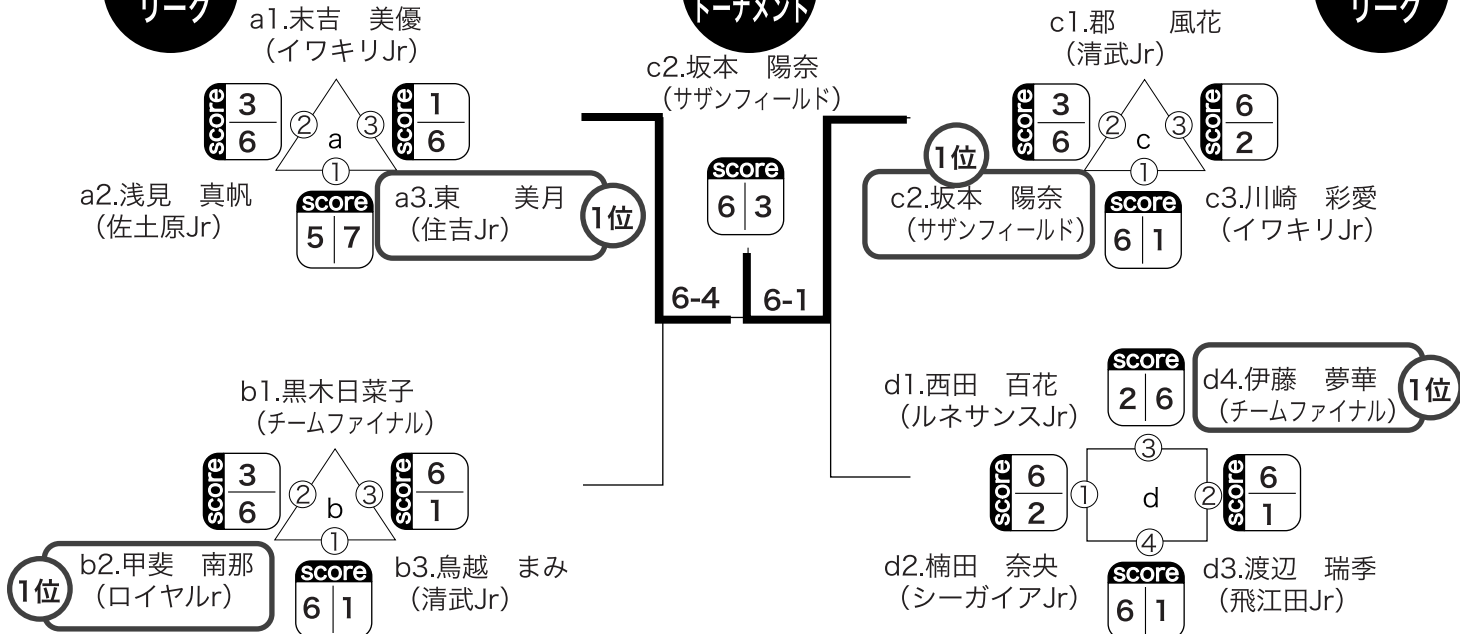 リーグ
トーナメント
リーグ
a1.末吉　美優
（イワキリJr）
score
3
6
②
③
a
①
score
1
6
a2.浅見　真帆
（佐土原Jr）
score
5 7
a3.東　　美月
（住吉Jr）
1位
c2.坂本　陽奈
（サザンフィールド）
score
6 3
6-4
6-1
c1.郡　　風花
（清武Jr）
score
3
6
②
③
c
①
score
6
2
1位
c2.坂本　陽奈
（サザンフィールド）
score
6 1
c3.川崎　彩愛
（イワキリJr）
b1.黒木日菜子
（チームファイナル）
score
3
6
②
③
b
①
score
6
1
1位
b2.甲斐　南那
（ロイヤルr）
score
6 1
b3.鳥越　まみ
（清武Jr）
d1.西田　百花
（ルネサンスJr）
score
2 6
d4.伊藤　夢華
（チームファイナル）
1位
③
score
6
2
①
d
②
score
6
1
④
d2.楠田　奈央
（シーガイアJr）
score
6 1
d3.渡辺　瑞季
（飛江田Jr）